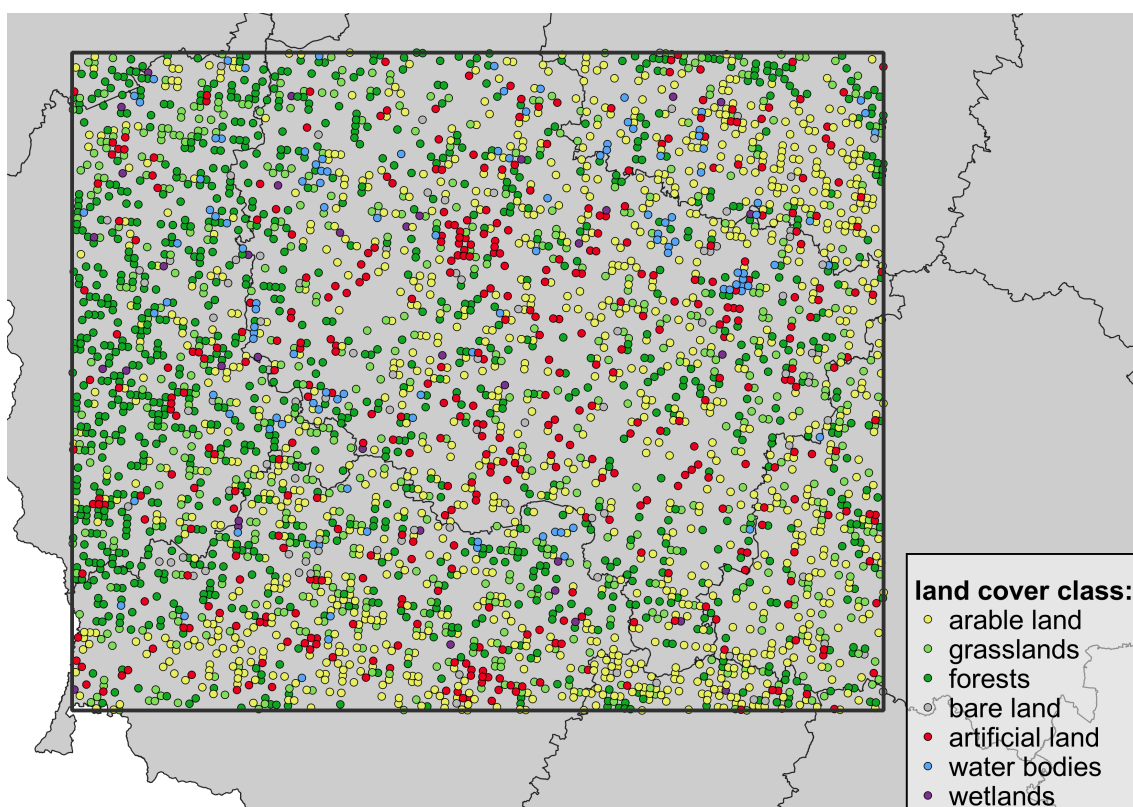 land cover class:
arable land
grasslands
forests
bare land
artificial land
water bodies
wetlands